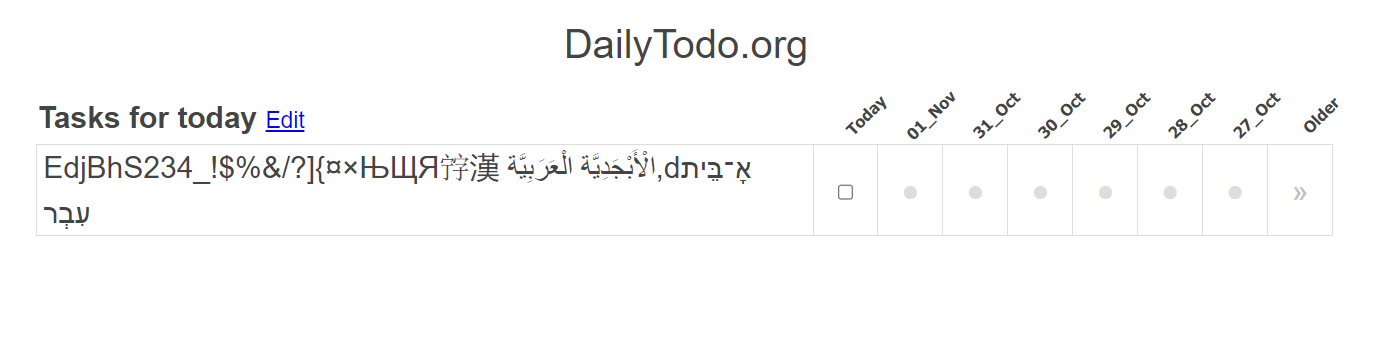 DailyTodo.org
Tasks for today Edit
Today 01_Nov 31_Oct 30_Oct 29_Oct 28_Oct 27_Oct Older
EdjBhS234_!$%&/?]{¤×ЊЩЯ漢 الْأَبْجَدِيَّة الْعَرَبِيَّة,dאָ־בֵּית
עִבְר
»